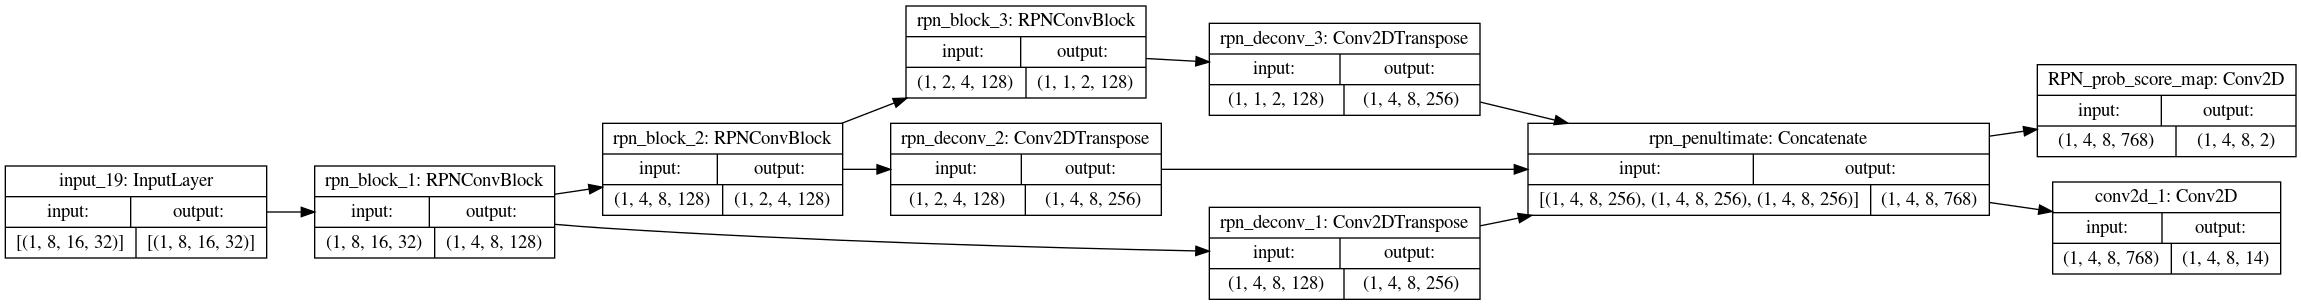 input_19: InputLayer
input: output:
[(1, 8, 16, 32)] [(1, 8, 16, 32)]
rpn_block_1: RPNConvBlock
input: output:
(1, 8, 16, 32) (1, 4, 8, 128)
rpn_block_2: RPNConvBlock
input: output:
(1, 4, 8, 128) (1, 2, 4, 128)
rpn_block_3: RPNConvBlock
input: output:
(1, 2, 4, 128) (1, 1, 2, 128)
rpn_deconv_3: Conv2DTranspose
input: output:
(1, 1, 2, 128) (1, 4, 8, 256)
rpn_deconv_2: Conv2DTranspose
input: output:
(1, 2, 4, 128) (1, 4, 8, 256)
rpn_deconv_1: Conv2DTranspose
input: output:
(1, 4, 8, 128) (1, 4, 8, 256)
rpn_penultimate: Concatenate
input: output:
[(1, 4, 8, 256), (1, 4, 8, 256), (1, 4, 8, 256)] (1, 4, 8, 768)
RPN_prob_score_map: Conv2D
input: output:
(1, 4, 8, 768) (1, 4, 8, 2)
conv2d_1: Conv2D
input: output:
(1, 4, 8, 768) (1, 4, 8, 14)